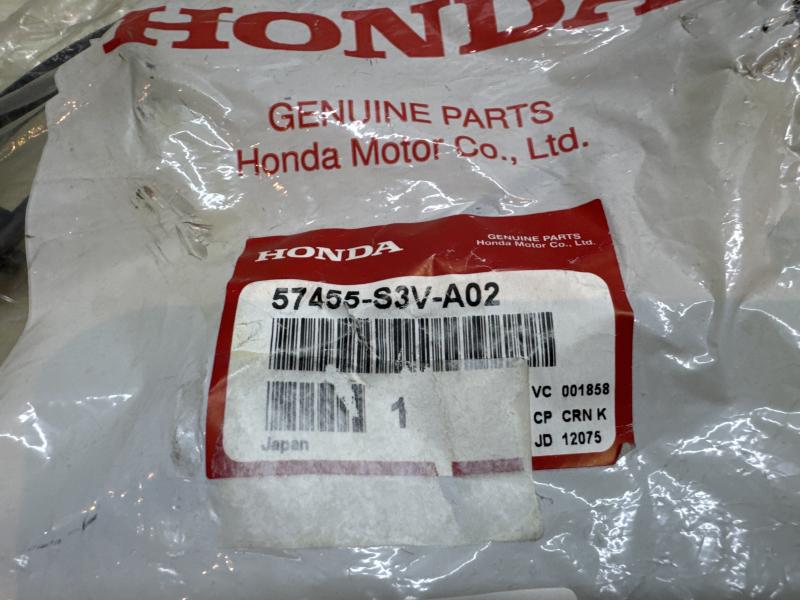 HONDA
GENUINE PARTS
Honda Motor Co., Ltd.
HONDA
GENUINE PARTS
Honda Motor Co., Ltd.
57455-S3V-A02
VC 001858
1
CP CRN K
Japan
JD 12075